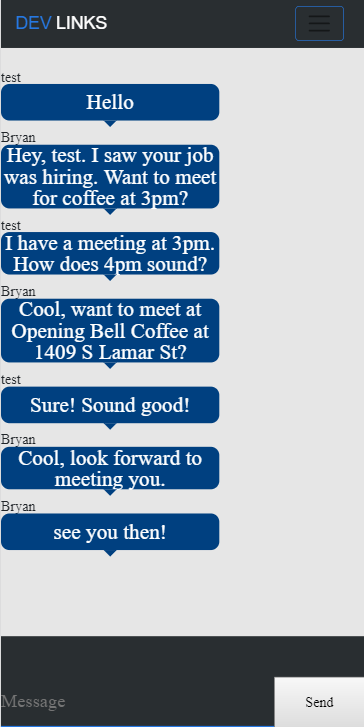 DEV LINKS
test
Hello
Bryan
Hey, test. I saw your job
was hiring. Want to meet
for coffee at 3pm?
test
I have a meeting at 3pm.
How does 4pm sound?
Bryan
Cool, want to meet at
Opening Bell Coffee at
1409 S Lamar St?
test
Sure! Sound good!
Bryan
Cool, look forward to
meeting you.
Bryan
see you then!
Message
Send